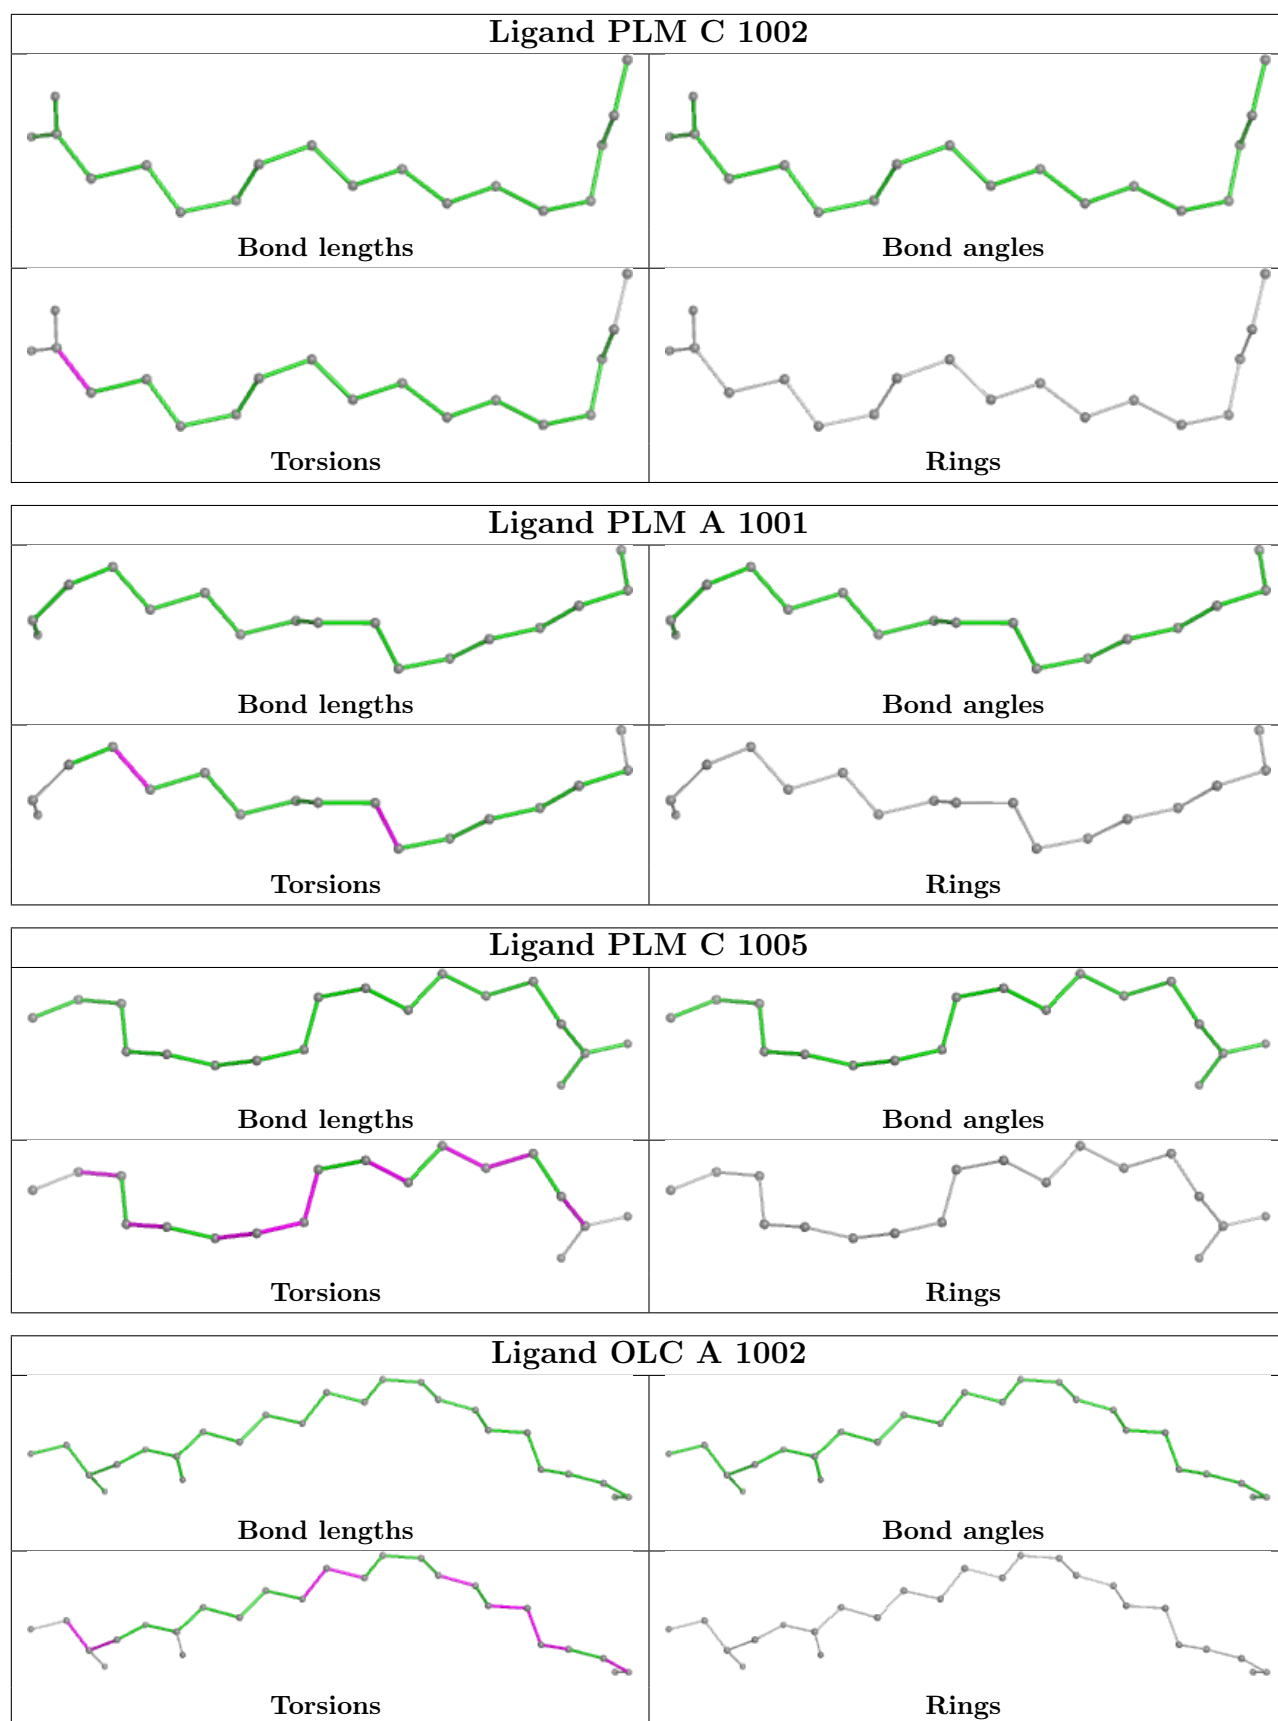 Ligand PLM C 1002
Bond lengths
Bond angles
Torsions
Rings
Ligand PLM A 1001
Bond lengths
Bond angles
Torsions
Rings
Ligand PLM C 1005
Bond lengths
Bond angles
Torsions
Rings
Ligand OLC A 1002
Bond lengths
Bond angles
Torsions
Rings